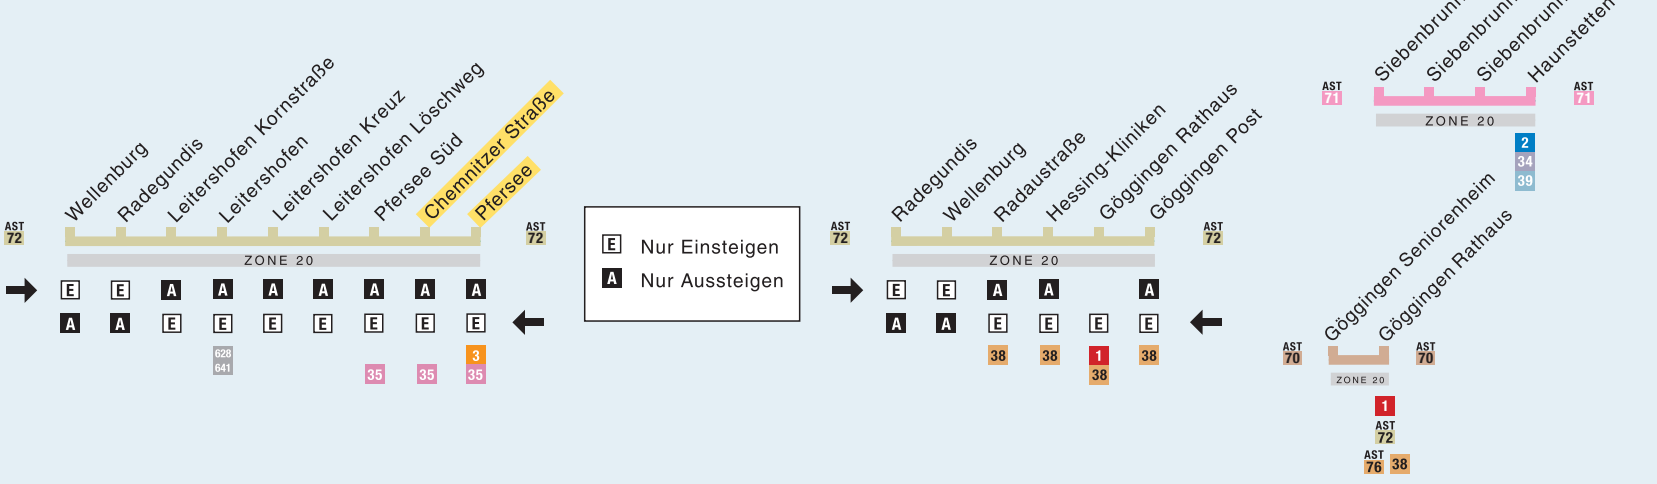 Wellenburg
Radegundis
Leitershofen Kornstraße
Leitershofen
Leitershofen Kreuz
Leitershofen Löschweg
Pfersee Süd
Chemnitzer Straße
Pfersee
AST
72
AST
72
ZONE 20
E E A A A A A A A
A A E E E E E E E
628
641
35
35
3
35
E Nur Einsteigen
A Nur Aussteigen
Radegundis
Wellenburg
Radaustraße
Hessing-Kliniken
Göggingen Rathaus
Göggingen Post
AST
72
AST
72
ZONE 20
E E A A A
A A E E E E
38
38
1
38
38
Haunstetten
AST
71
AST
71
ZONE 20
2
34
39
Göggingen Seniorenheim
Göggingen Rathaus
AST
70
AST
70
ZONE 20
1
AST
72
AST
76
38